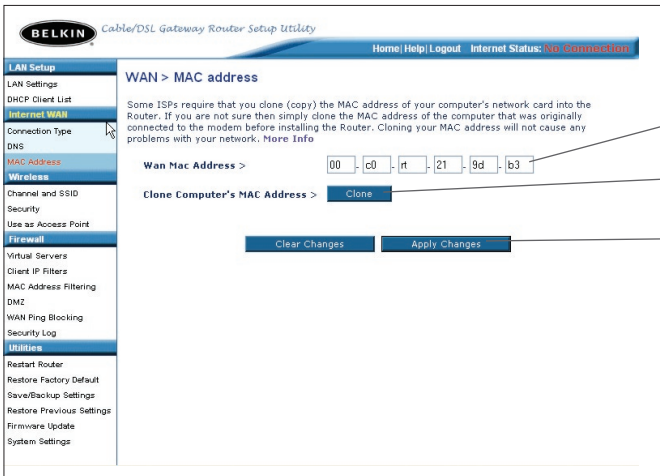 BELKIN
Cable/DSL Gateway Router Setup Utility
Home|Help|Logout Internet Status: No Connection
LAN Setup
LAN Settings
DHCP Client List
Internet WAN
Connection Type
DNS
MAC Address
Wireless
Channel and SSID
Security
Use as Access Point
Firewall
Virtual Servers
Client IP Filters
MAC Address Filtering
DMZ
WAN Ping Blocking
Security Log
Utilities
Restart Router
Restore Factory Default
Save/Backup Settings
Restore Previous Settings
Firmware Update
System Settings
WAN > MAC address
Some ISPs require that you clone (copy) the MAC address of your computer's network card into the
Router. If you are not sure then simply clone the MAC address of the computer that was originally
connected to the modem before installing the Router. Cloning your MAC address will not cause any
problems with your network. More Info
Wan Mac Address > 00 - c0 - rt - 21 - 9d - b3
Clone Computer's MAC Address > Clone
Clear Changes Apply Changes